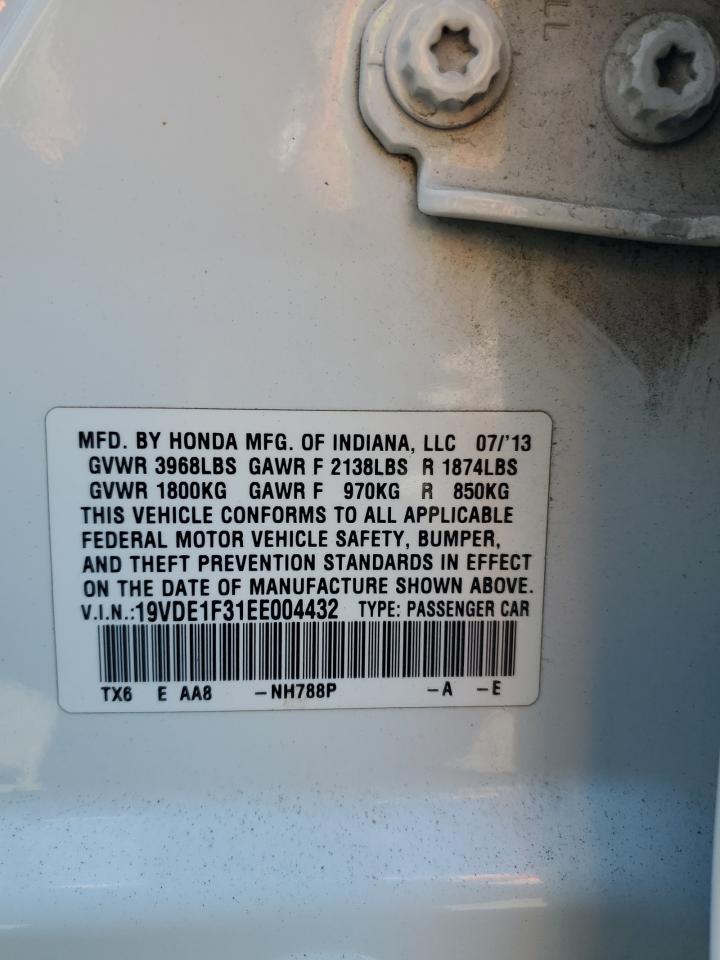 LL
MFD. BY HONDA MFG. OF INDIANA, LLC 07/'13
GVWR 3968LBS GAWR F 2138LBS R 1874LBS
GVWR 1800KG GAWR F 970KG R 850KG
THIS VEHICLE CONFORMS TO ALL APPLICABLE
FEDERAL MOTOR VEHICLE SAFETY, BUMPER,
AND THEFT PREVENTION STANDARDS IN EFFECT
ON THE DATE OF MANUFACTURE SHOWN ABOVE.
V.I.N.:19VDE1F31EE004432 TYPE: PASSENGER CAR
TX6 E AA8 -NH788P -A -E